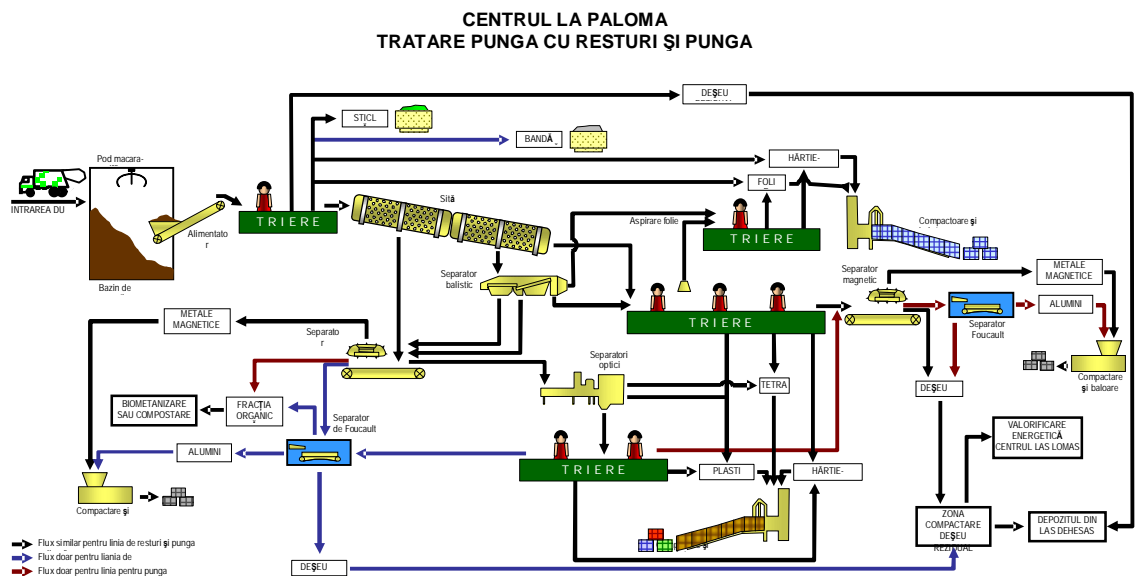 CENTRUL LA PALOMA
TRATARE PUNGA CU RESTURI ŞI PUNGA
DEŞEU
STICL
BANDĂ
Pod macara-
HÂRTIE-
FOLI
INTRAREA DU
TRIERE
Sită
Aspirare folie
Alimentato
r
TRIERE
Compactoare şi
Bazin de
Separator
balistic
Separator
magnetic
METALE
MAGNETICE
METALE
MAGNETICE
Separato
r
TRIERE
ALUMINI
Separator
Foucault
Separatori
optici
TETRA
DEŞEU
Compactare
şi baloare
BIOMETANIZARE
SAU COMPOSTARE
FRACŢIA
ORGANIC
Separator
de Foucault
VALORIFICARE
ENERGETICĂ
CENTRUL LAS LOMAS
ALUMINI
TRIERE
PLASTI
HÂRTIE-
Compactare şi
ZONA
COMPACTARE
DEŞEU
REZIDUAL
DEPOZITUL DIN
LAS DEHESAS
şi
Flux similar pentru linia de resturi şi punga
Flux doar pentru liania de
Flux doar pentru linia pentru punga
DEŞEU